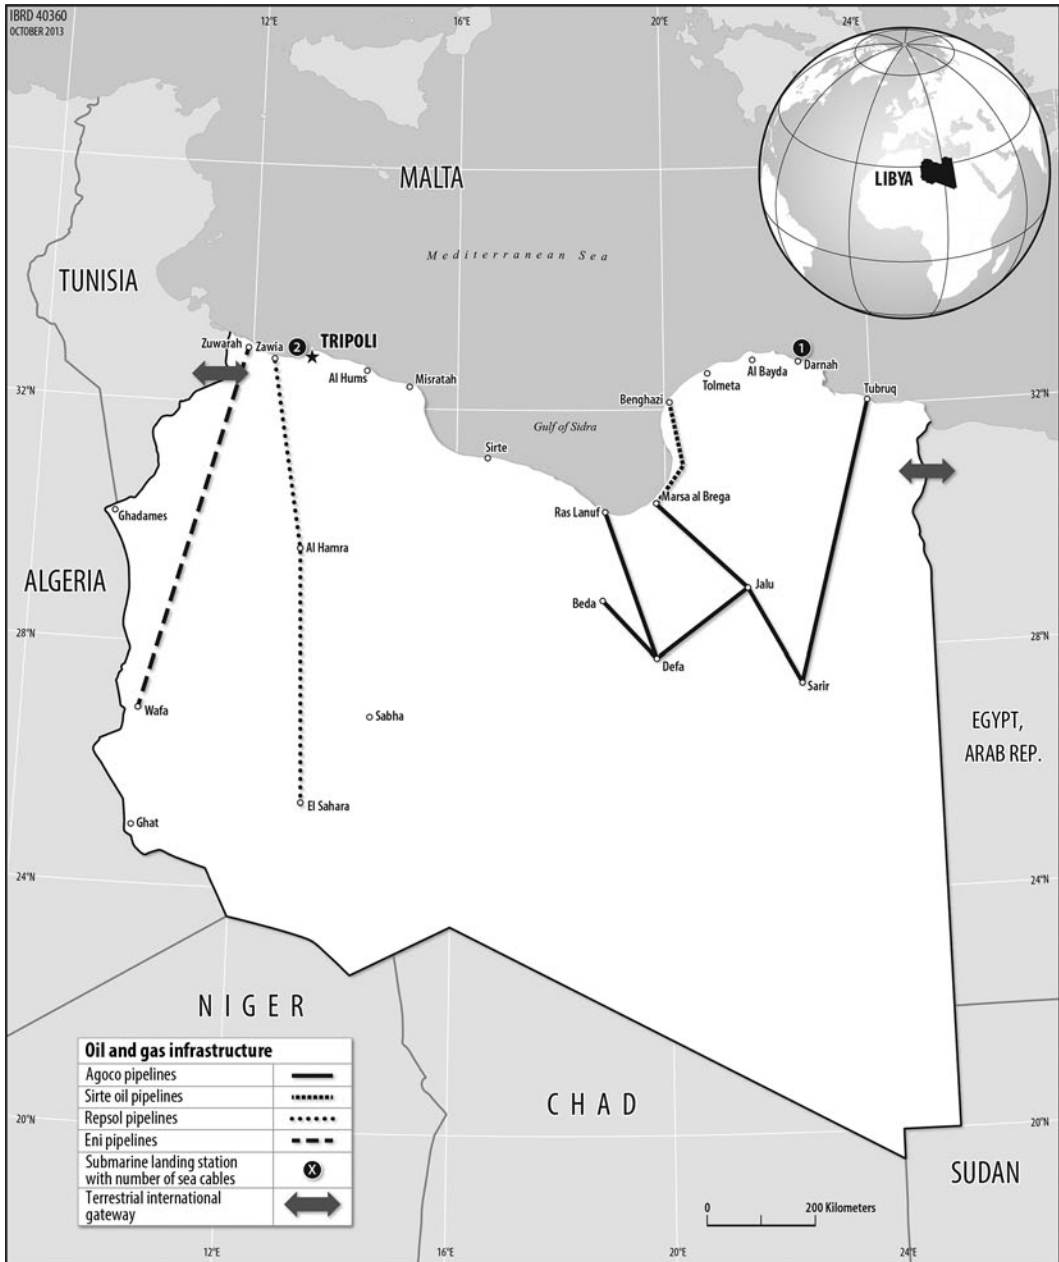 IBRD 40360
OCTOBER 2013
12°E
16°E
20°E
24°E
MALTA
LIBYA
Mediterranean Sea
TUNISIA
Zuwarah
Zawia
2
TRIPOLI
1
Al Hums
Misratah
Al Bayda
Darnah
Tolmeta
Tubruq
32°N
32°N
Benghazi
Gulf of Sidra
Sirte
Marsa al Brega
Ras Lanuf
Ghadames
Al Hamra
ALGERIA
Jalu
Beda
28°N
28°N
Defa
Sarir
Wafa
Sabha
EGYPT,
ARAB REP.
El Sahara
Ghat
24°N
24°N
NIGER
Oil and gas infrastructure
Agoco pipelines
Sirte oil pipelines
Repsol pipelines
Eni pipelines
Submarine landing station
with number of sea cables
X
Terrestrial international
gateway
CHAD
20°N
20°N
SUDAN
0
200 Kilometers
12°E
16°E
20°E
24°E